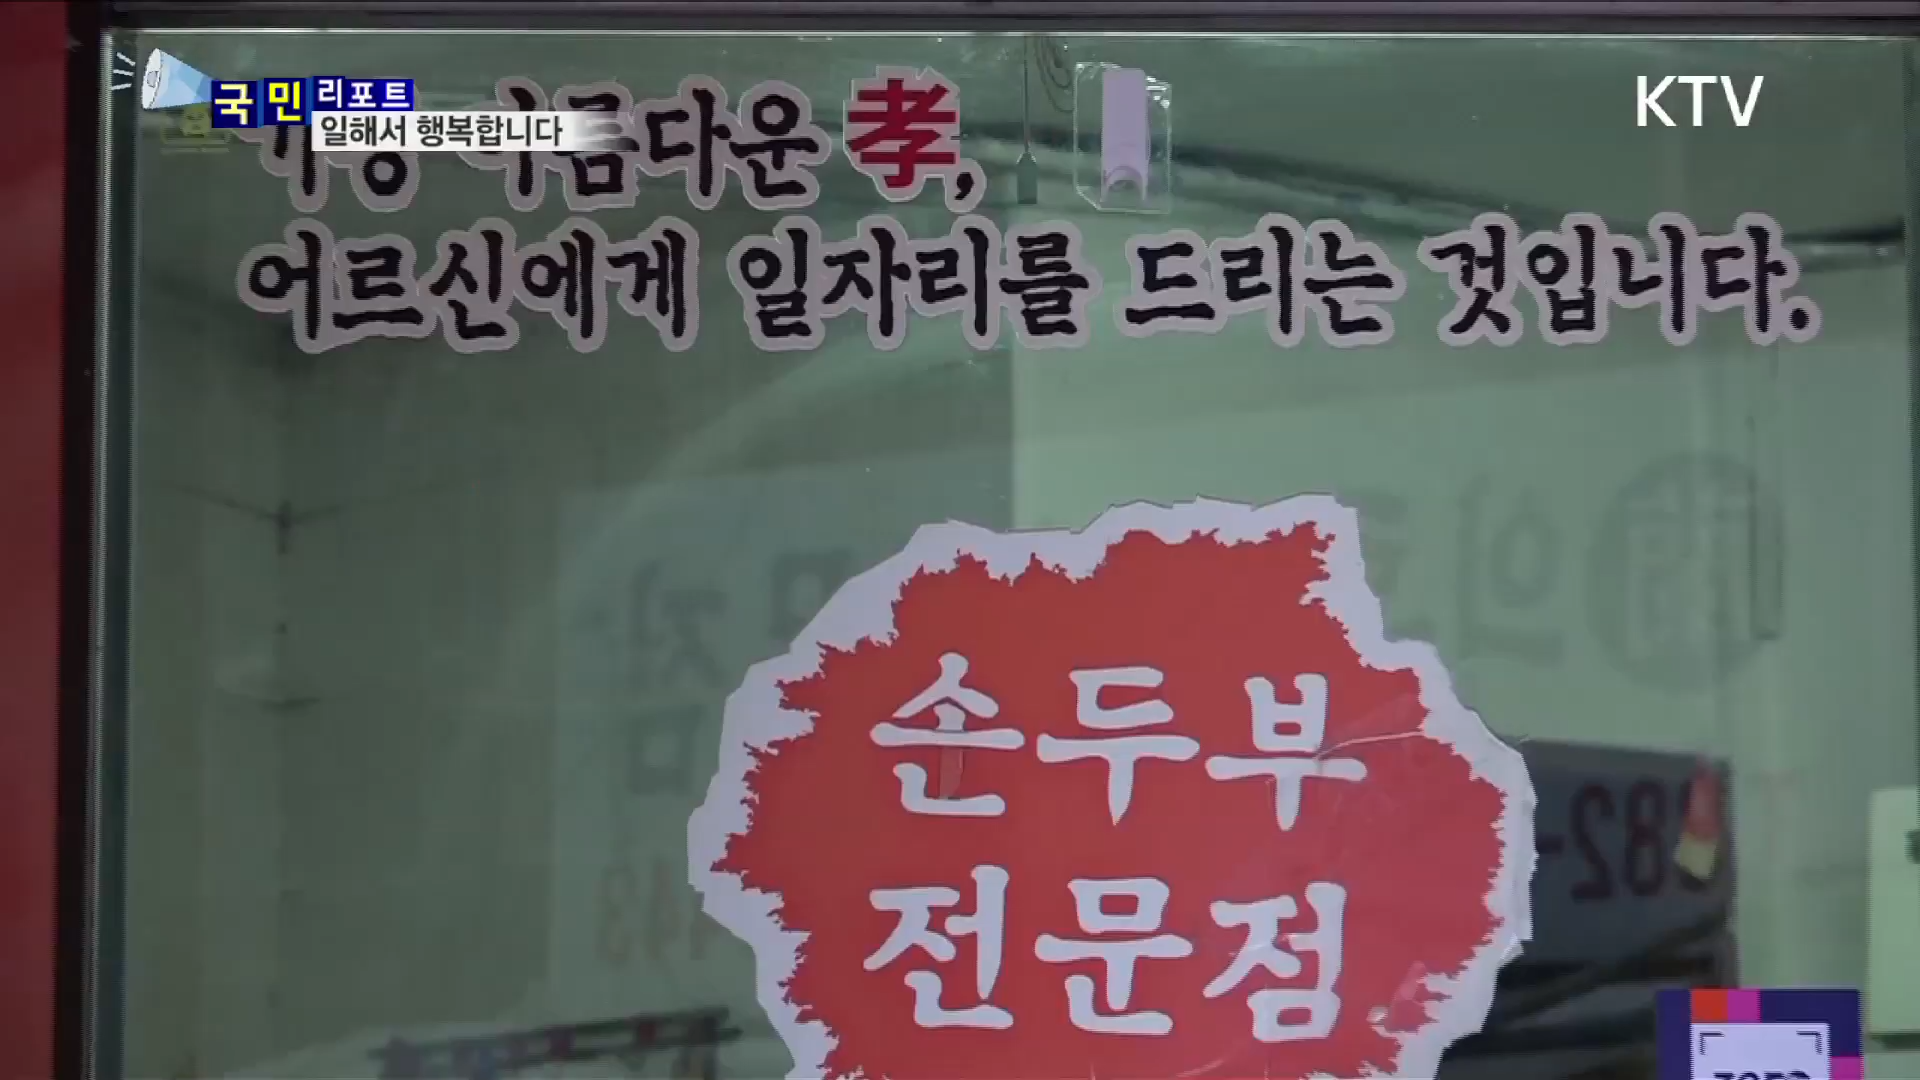 국민 리포트
일해서 행복합니다
KTV
아름다운 孝,
어르신에게 일자리를 드리는 것입니다.
손두부
전문점
82